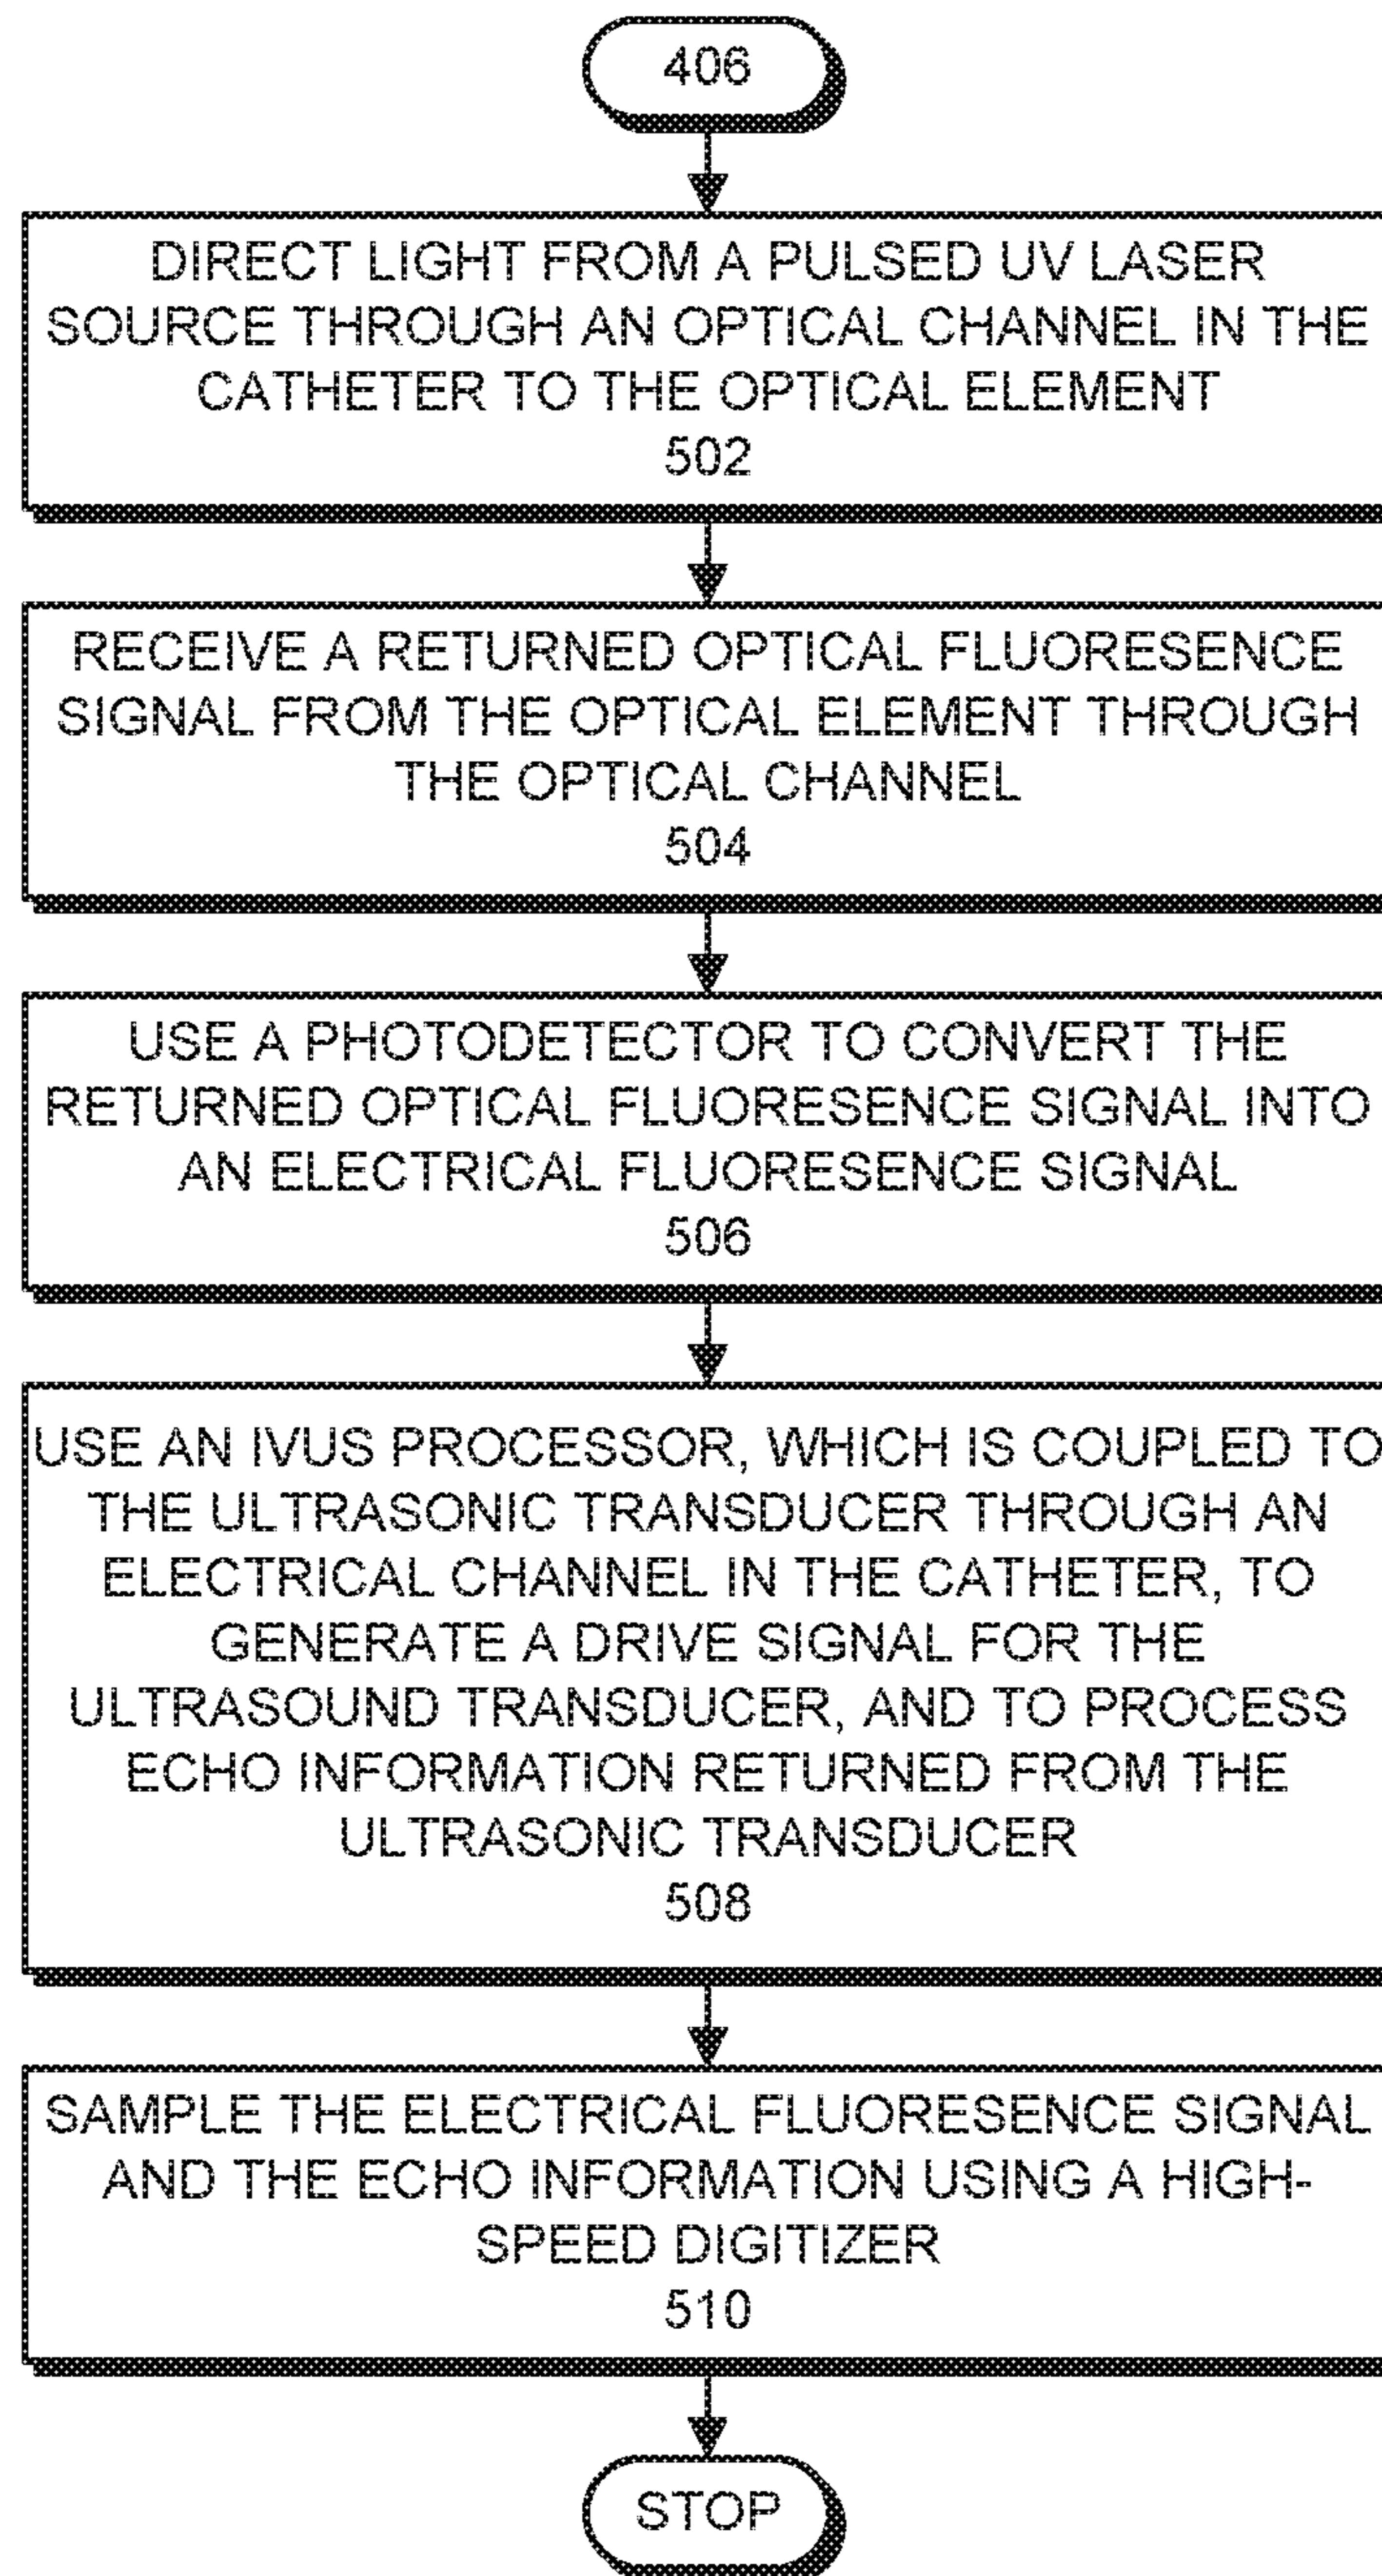 406
DIRECT LIGHT FROM A PULSED UV LASER
SOURCE THROUGH AN OPTICAL CHANNEL IN THE
CATHETER TO THE OPTICAL ELEMENT
502
RECEIVE A RETURNED OPTICAL FLUORESENCE
SIGNAL FROM THE OPTICAL ELEMENT THROUGH
THE OPTICAL CHANNEL
504
USE A PHOTODETECTOR TO CONVERT THE
RETURNED OPTICAL FLUORESENCE SIGNAL INTO
AN ELECTRICAL FLUORESENCE SIGNAL
506
USE AN IVUS PROCESSOR, WHICH IS COUPLED TO
THE ULTRASONIC TRANSDUCER THROUGH AN
ELECTRICAL CHANNEL IN THE CATHETER, TO
GENERATE A DRIVE SIGNAL FOR THE
ULTRASOUND TRANSDUCER, AND TO PROCESS
ECHO INFORMATION RETURNED FROM THE
ULTRASONIC TRANSDUCER
508
SAMPLE THE ELECTRICAL FLUORESENCE SIGNAL
AND THE ECHO INFORMATION USING A HIGH-
SPEED DIGITIZER
510
STOP